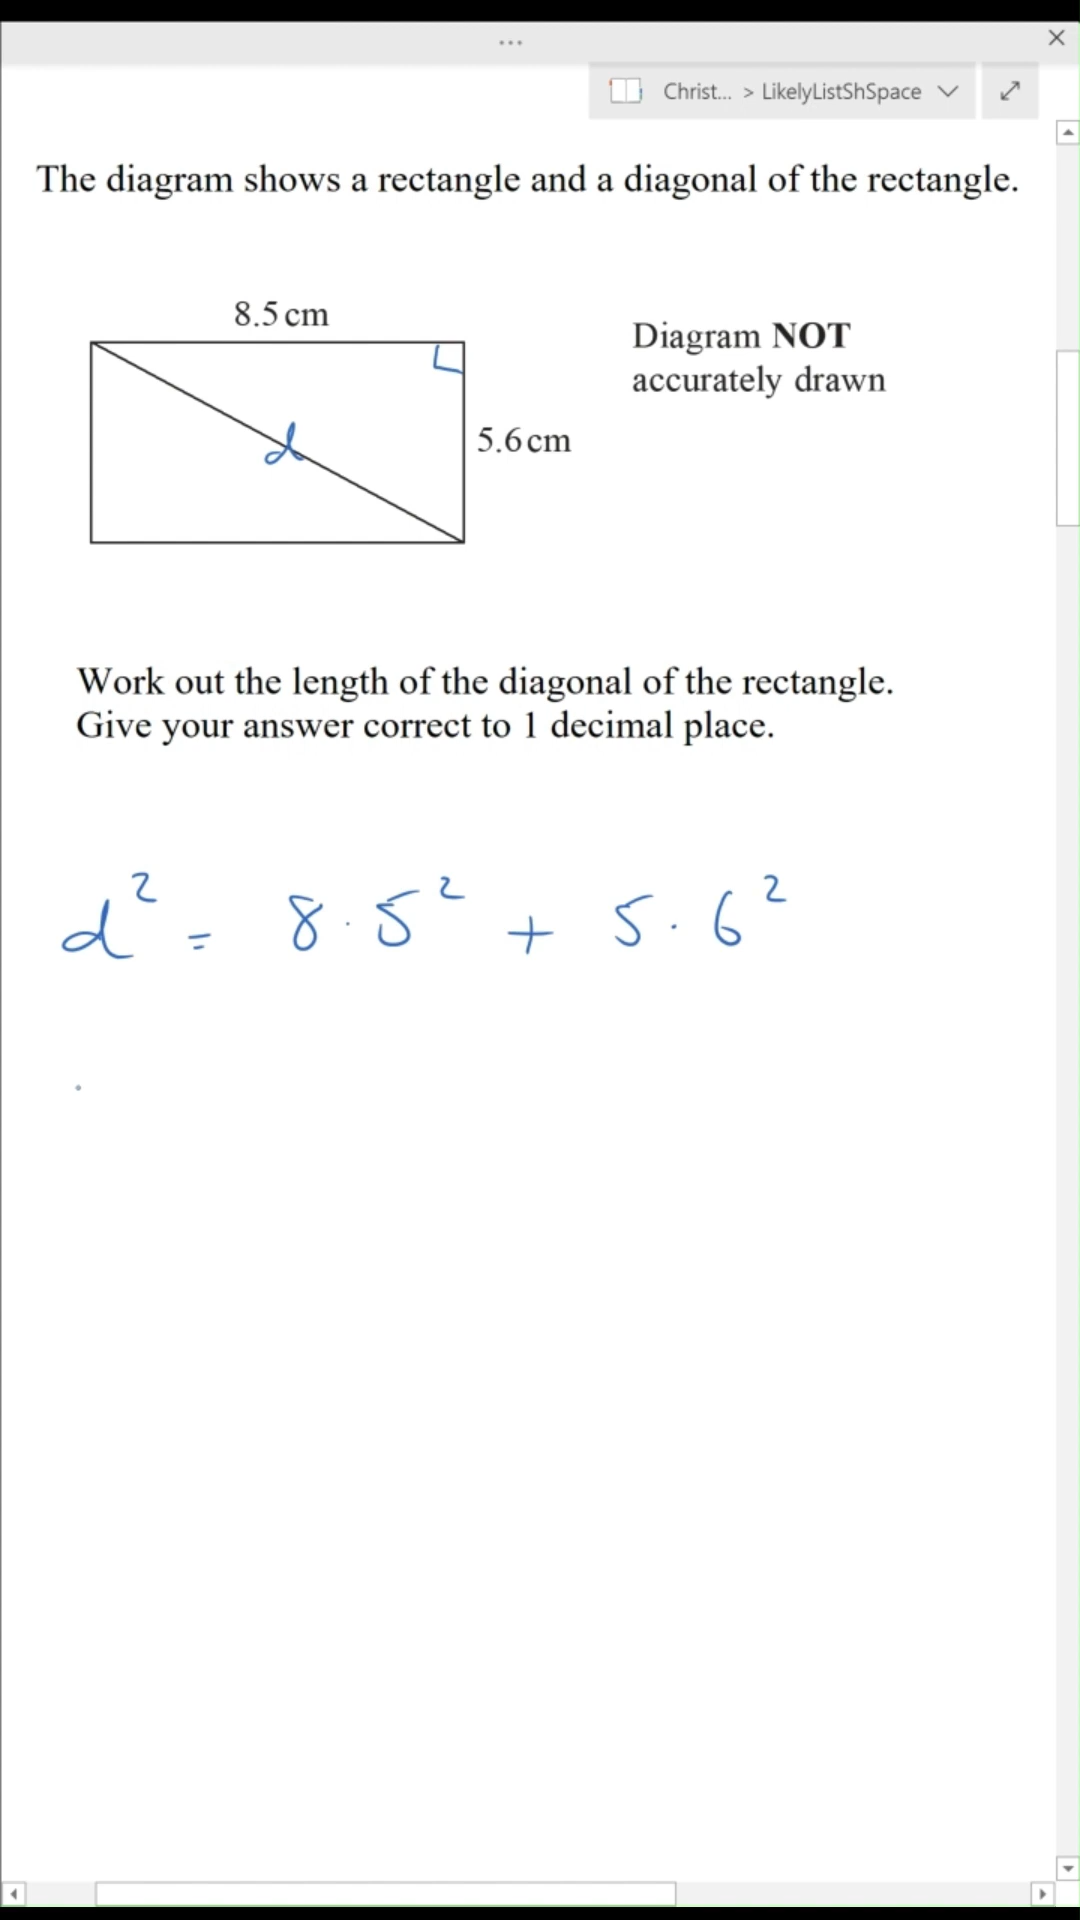 ...
Christ... > LikelyListShSpace
The diagram shows a rectangle and a diagonal of the rectangle.
8.5 cm
Diagram NOT
accurately drawn
d
5.6 cm
Work out the length of the diagonal of the rectangle.
Give your answer correct to 1 decimal place.
d² = 8.5² + 5.6²